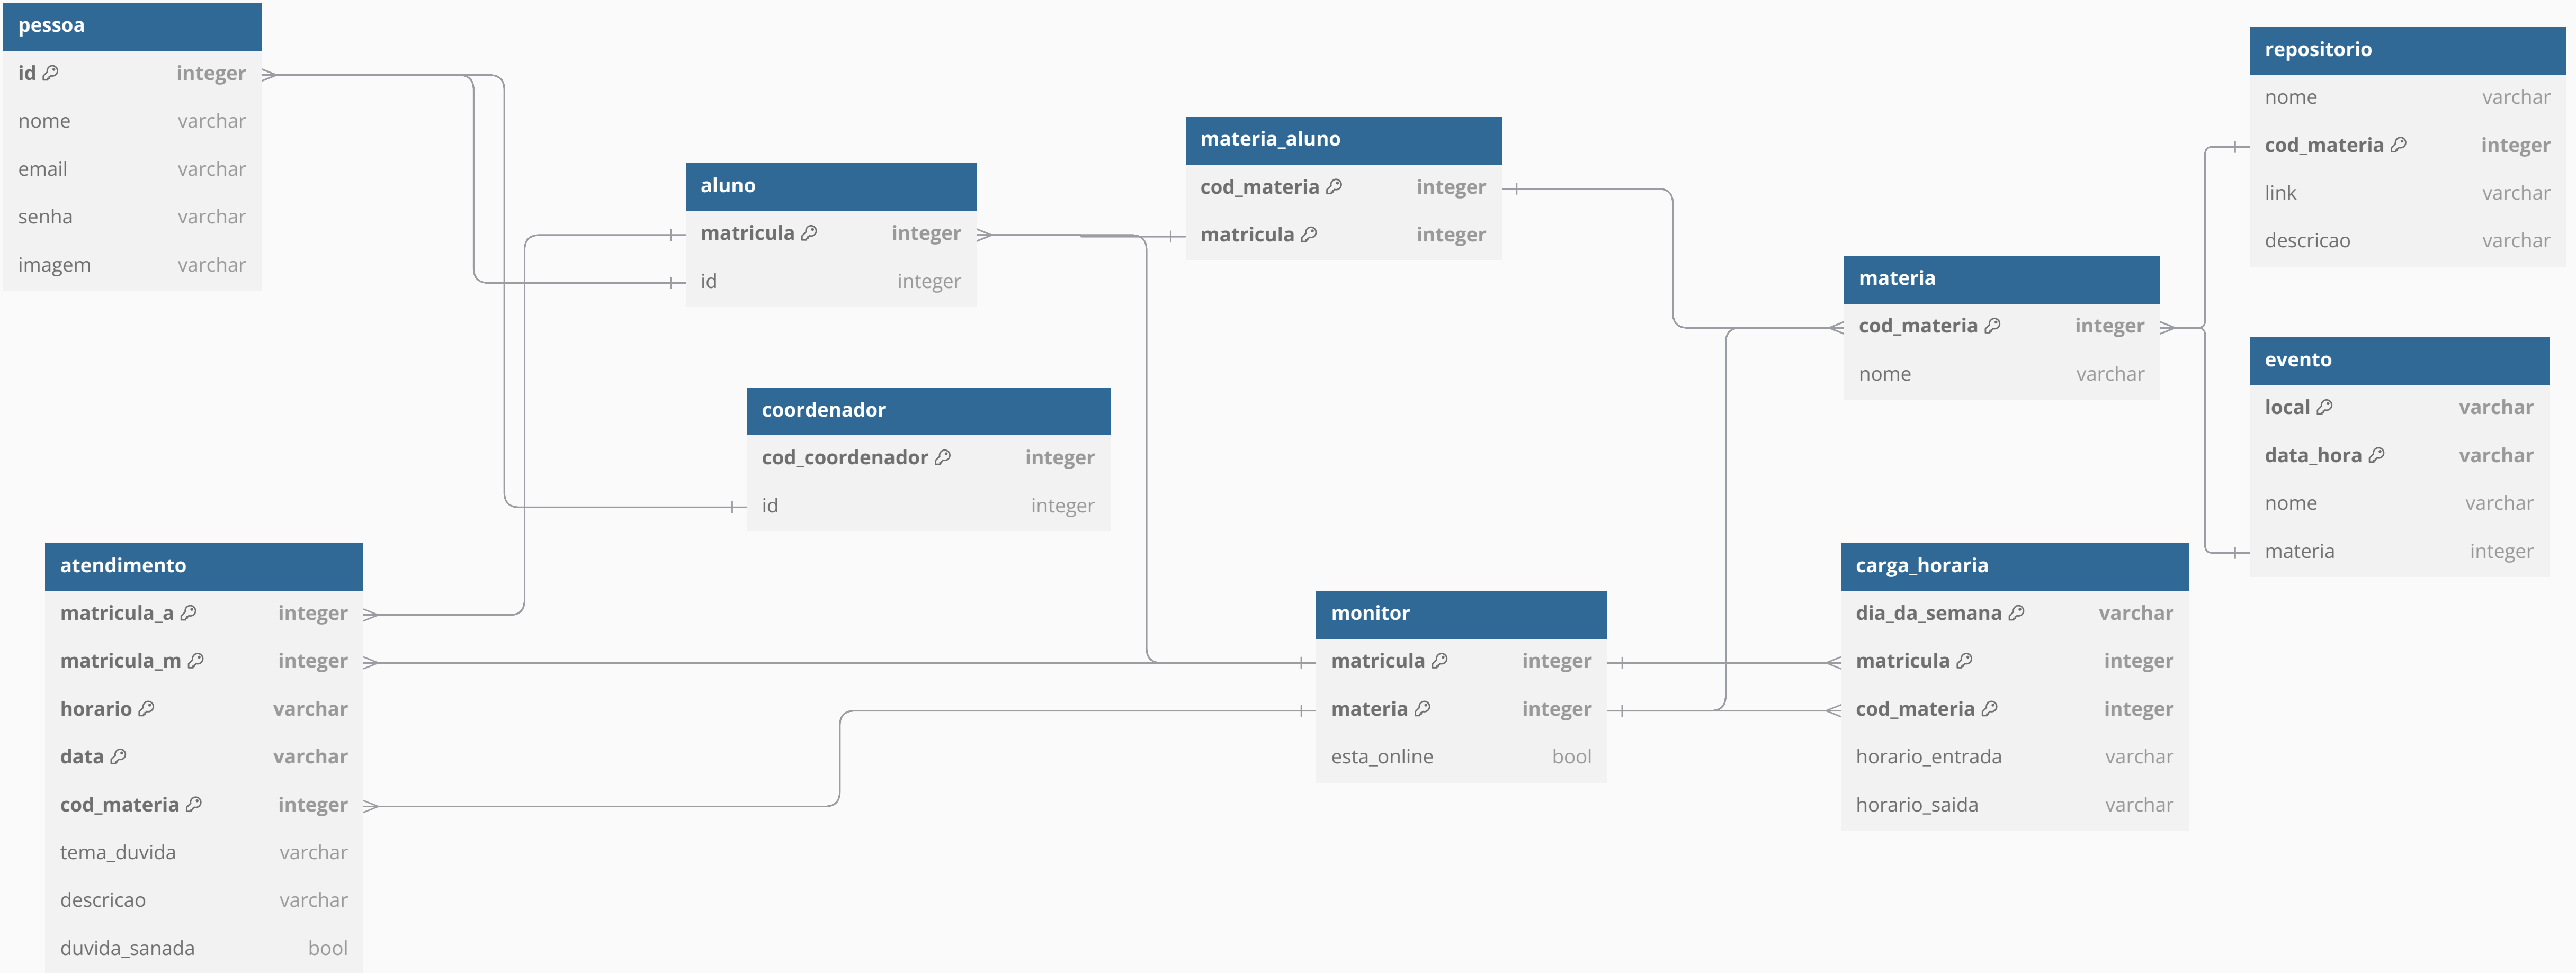 pessoa
id integer
nome varchar
email varchar
senha varchar
imagem varchar
aluno
matricula integer
id integer
coordenador
cod_coordenador integer
id integer
atendimento
matricula_a integer
matricula_m integer
horario varchar
data varchar
cod_materia integer
tema_duvida varchar
descricao varchar
duvida_sanada bool
materia_aluno
cod_materia integer
matricula integer
monitor
matricula integer
materia integer
esta_online bool
materia
cod_materia integer
nome varchar
carga_horaria
dia_da_semana varchar
matricula integer
cod_materia integer
horario_entrada varchar
horario_saida varchar
repositorio
nome varchar
cod_materia integer
link varchar
descricao varchar
evento
local varchar
data_hora varchar
nome varchar
materia integer